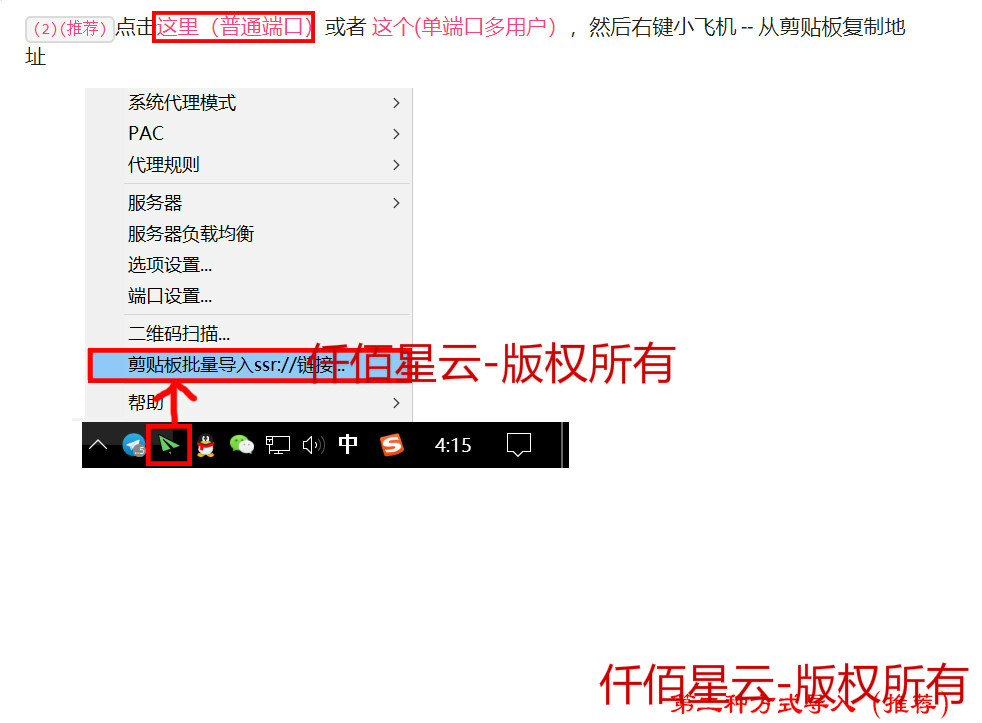 (2)(推荐) 点击 这里（普通端口） 或者 这个(单端口多用户） ，然后右键小飞机 -- 从剪贴板复制地
址
系统代理模式
PAC
代理规则
服务器
服务器负载均衡
选项设置...
端口设置...
二维码扫描...
剪贴板批量导入ssr://链接...
仟佰星云-版权所有
帮助
中
4:15
仟佰星云-版权所有
第二种方式导入（推荐）